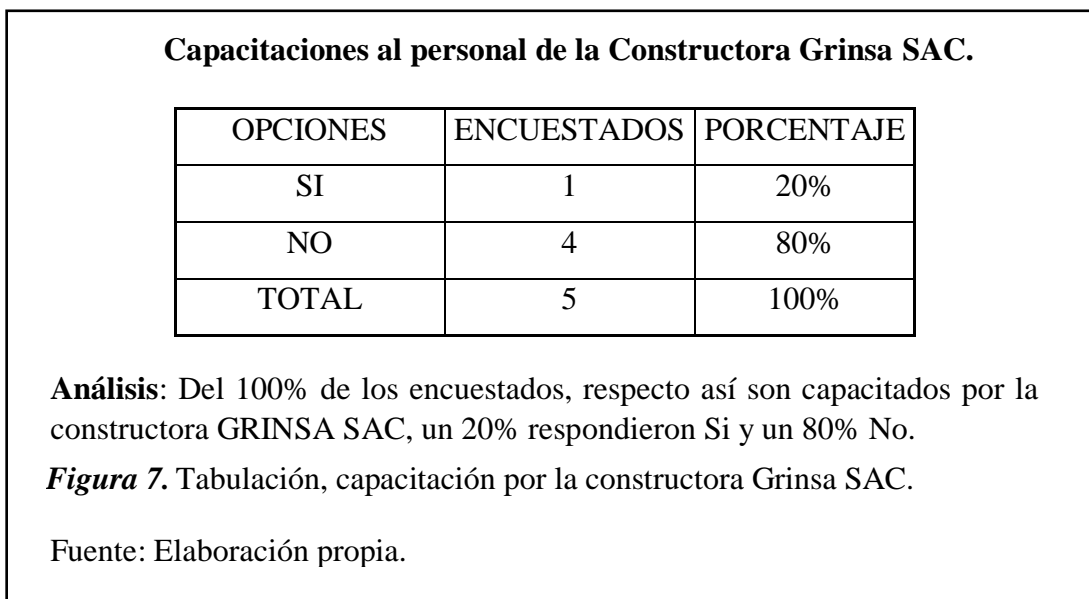 Capacitaciones al personal de la Constructora Grinsa SAC.
OPCIONES ENCUESTADOS PORCENTAJE
SI 1 20%
NO 4 80%
TOTAL 5 100%
Análisis: Del 100% de los encuestados, respecto así son capacitados por la
constructora GRINSA SAC, un 20% respondieron Si y un 80% No.
Figura 7. Tabulación, capacitación por la constructora Grinsa SAC.
Fuente: Elaboración propia.